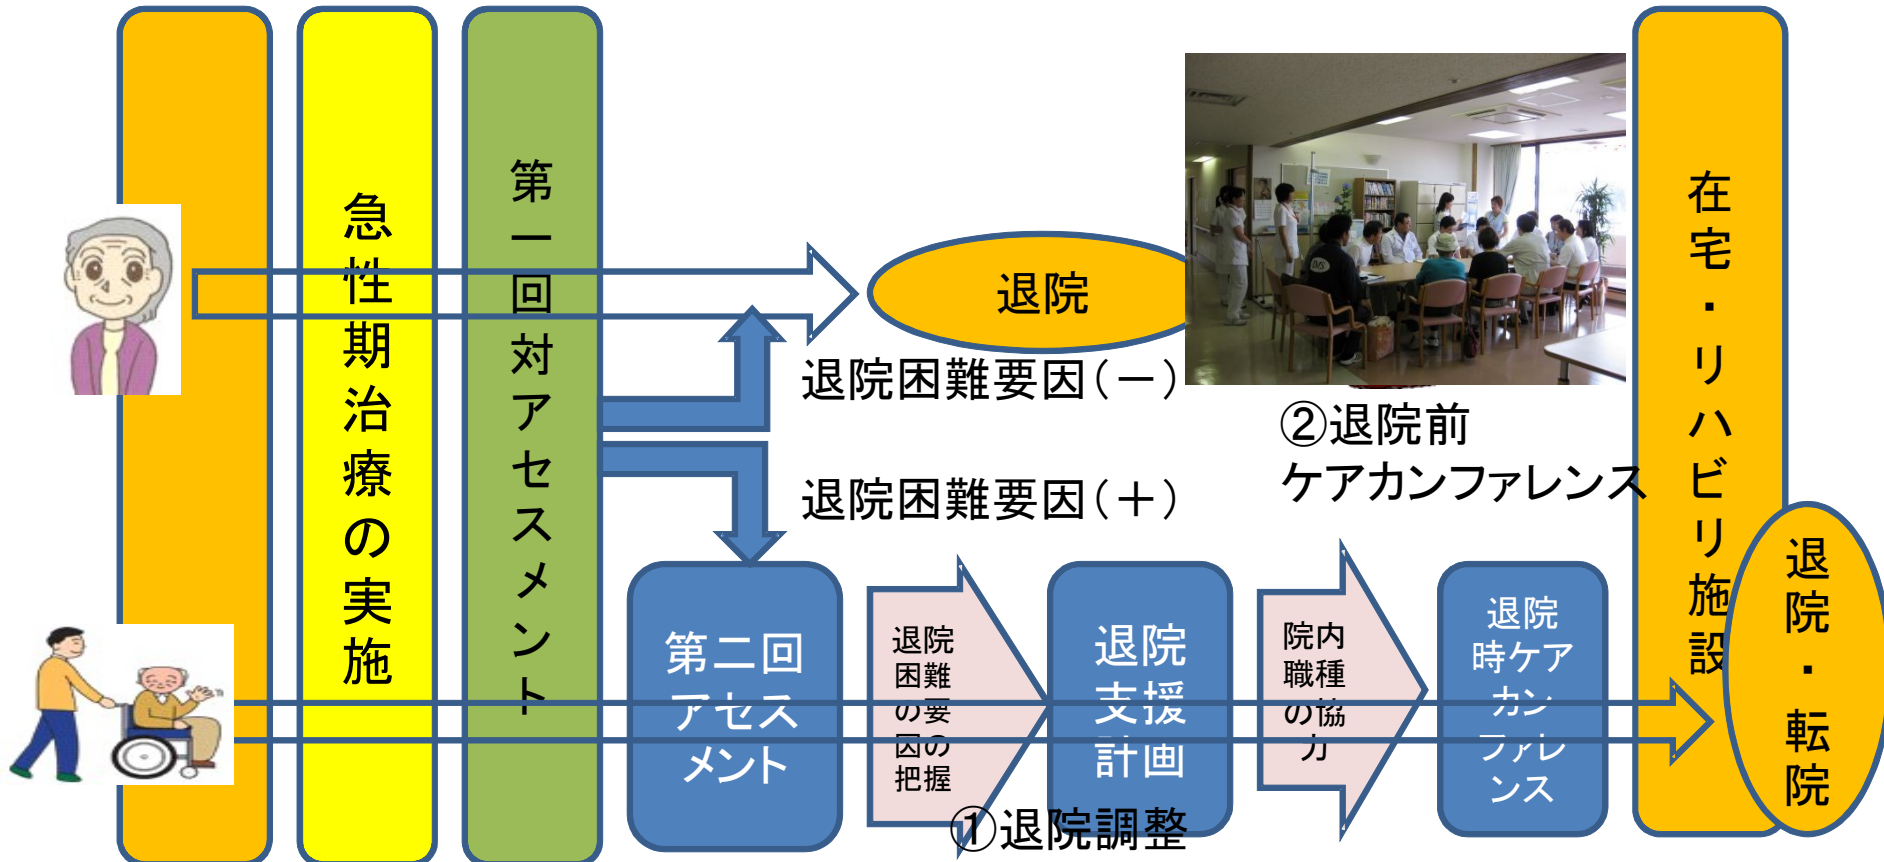 急性期治療の実施
第一回対アセスメント
退院
退院困難要因(－)
退院困難要因(＋)
②退院前
ケアカンファレンス
在宅・リハビリ施設
第二回
アセス
メント
退院
困難
の要
因の
把握
退院
支援
計画
院内
職種
の協
力
退院
時ケア
カン
ファレ
ンス
退院・転院
①退院調整